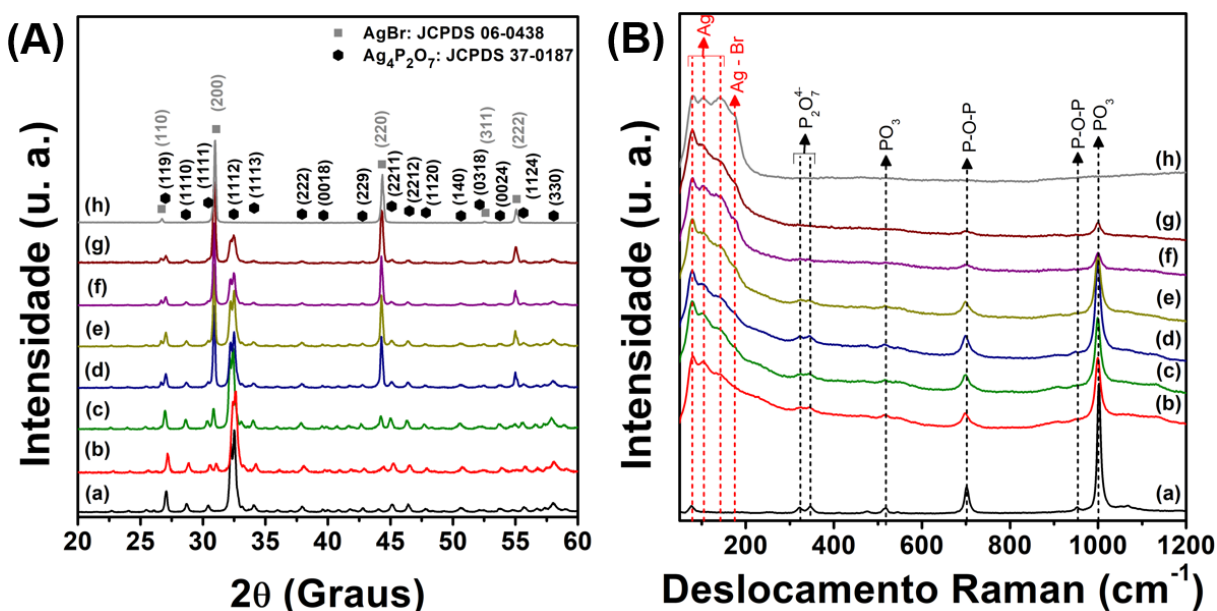 (A)
AgBr: JCPDS 06-0438
Ag₄P₂O₇: JCPDS 37-0187
(110)
(200)
(220)
(311)
(222)
(119)
(1110)
(1111)
(1112)
(1113)
(222)
(0018)
(229)
(2211)
(2212)
(1120)
(140)
(0318)
(0024)
(1124)
(330)
(h)
(g)
(f)
(e)
(d)
(c)
(b)
(a)
Intensidade (u. a.)
20 25 30 35 40 45 50 55 60
2θ (Graus)
(B)
Ag
Ag - Br
P₂O₇⁴⁻
PO₃
P-O-P
P-O-P
PO₃
(h)
(g)
(f)
(e)
(d)
(c)
(b)
(a)
Intensidade (u. a.)
200 400 600 800 1000 1200
Deslocamento Raman (cm⁻¹)